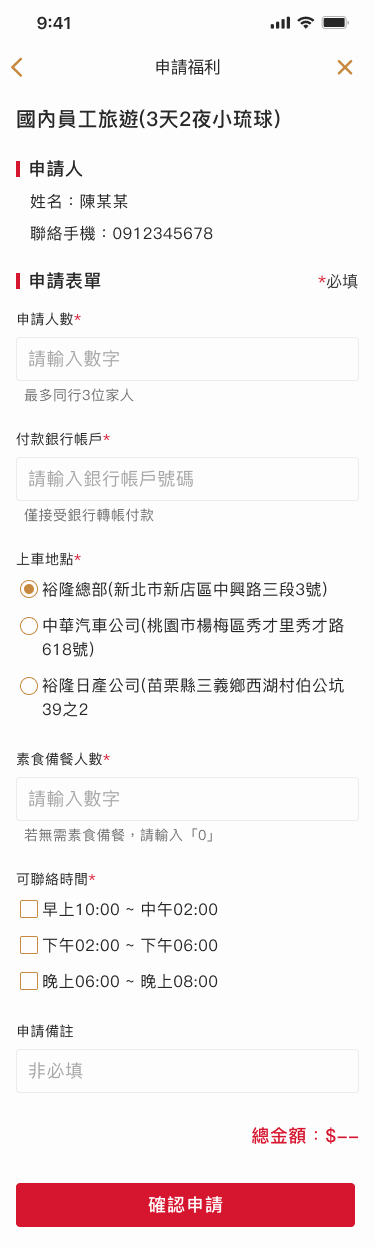 9:41
申請福利
國內員工旅遊(3天2夜小琉球)
申請人
姓名：陳某某
聯絡手機：0912345678
申請表單 *必填
申請人數*
請輸入數字
最多同行3位家人
付款銀行帳戶*
請輸入銀行帳戶號碼
僅接受銀行轉帳付款
上車地點*
裕隆總部(新北市新店區中興路三段3號)
中華汽車公司(桃園市楊梅區秀才里秀才路
618號)
裕隆日產公司(苗栗縣三義鄉西湖村伯公坑
39之2
素食備餐人數*
請輸入數字
若無需素食備餐，請輸入「0」
可聯絡時間*
早上10:00 ~ 中午02:00
下午02:00 ~ 下午06:00
晚上06:00 ~ 晚上08:00
申請備註
非必填
總金額：$--
確認申請